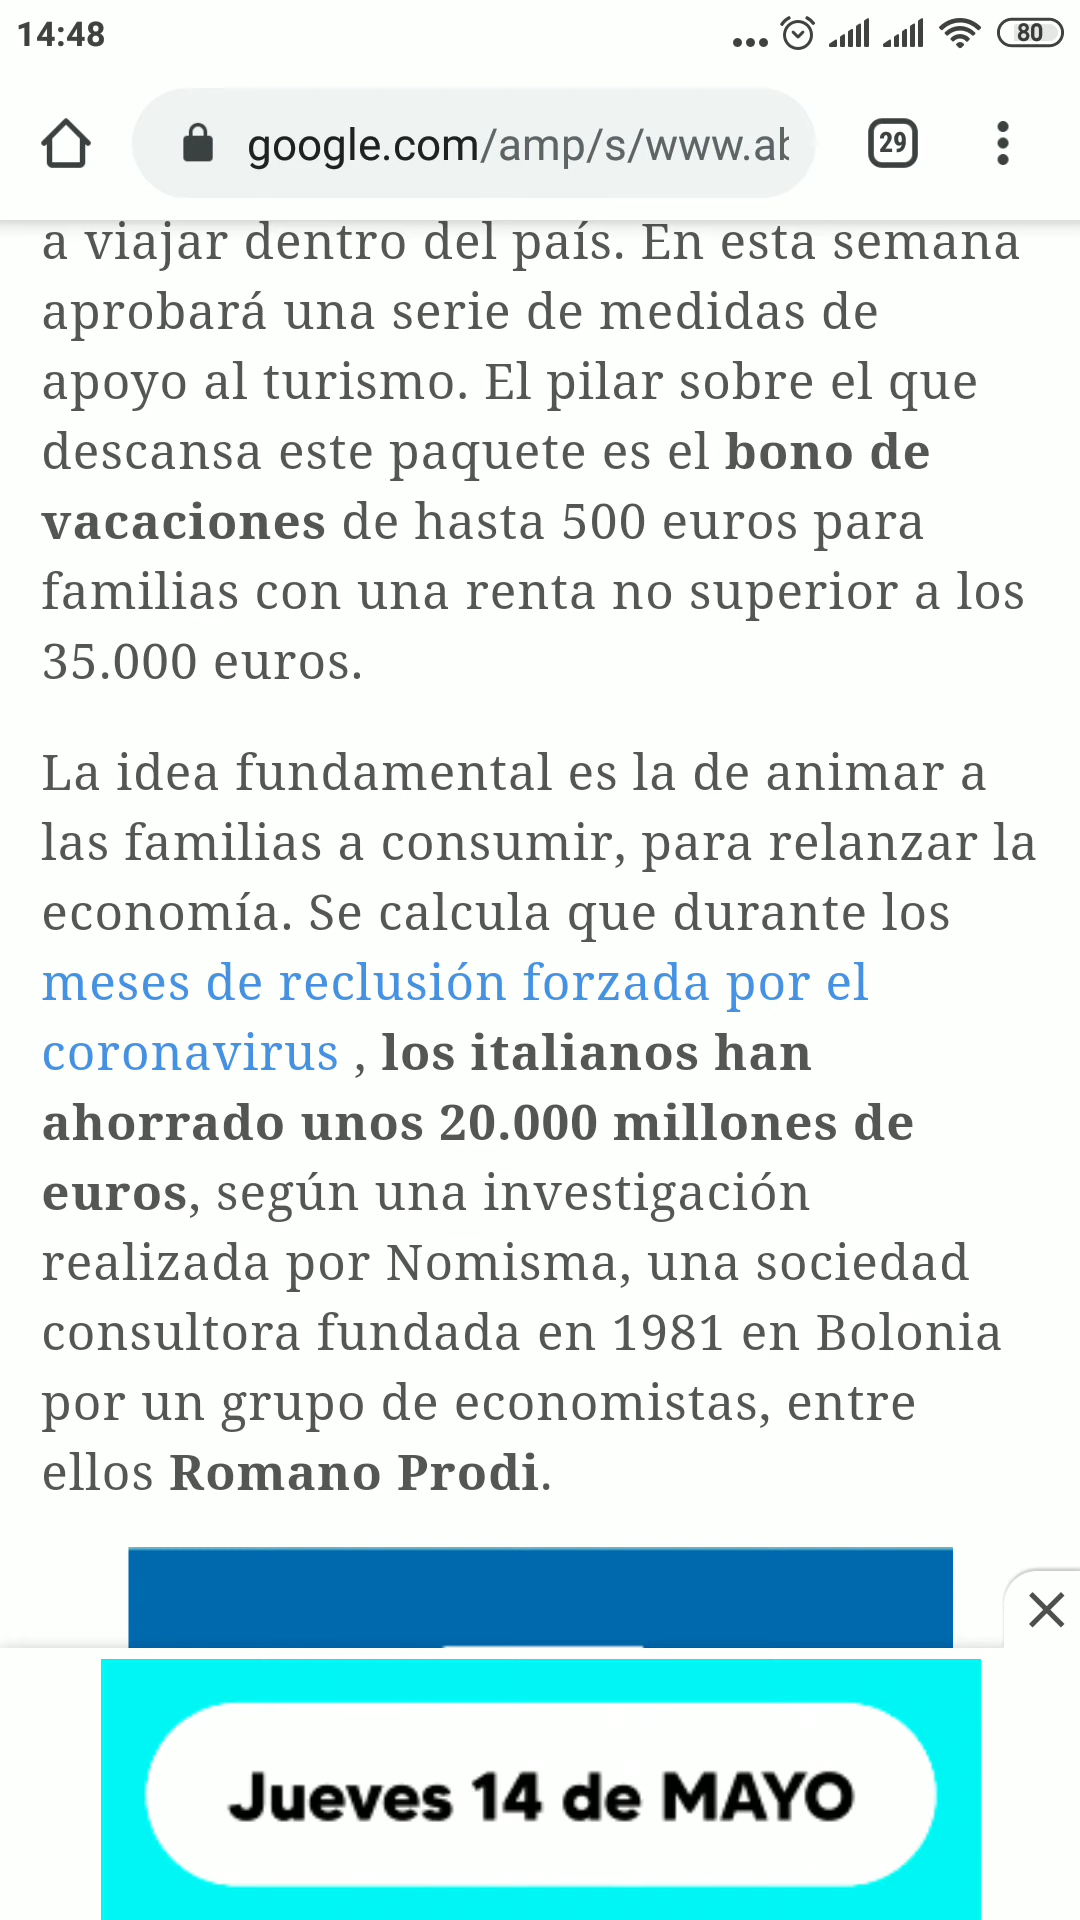 14:48
80
google.com/amp/s/www.ab
29
a viajar dentro del país. En esta semana
aprobará una serie de medidas de
apoyo al turismo. El pilar sobre el que
descansa este paquete es el bono de
vacaciones de hasta 500 euros para
familias con una renta no superior a los
35.000 euros.
La idea fundamental es la de animar a
las familias a consumir, para relanzar la
economía. Se calcula que durante los
meses de reclusión forzada por el
coronavirus , los italianos han
ahorrado unos 20.000 millones de
euros, según una investigación
realizada por Nomisma, una sociedad
consultora fundada en 1981 en Bolonia
por un grupo de economistas, entre
ellos Romano Prodi.
Jueves 14 de MAYO